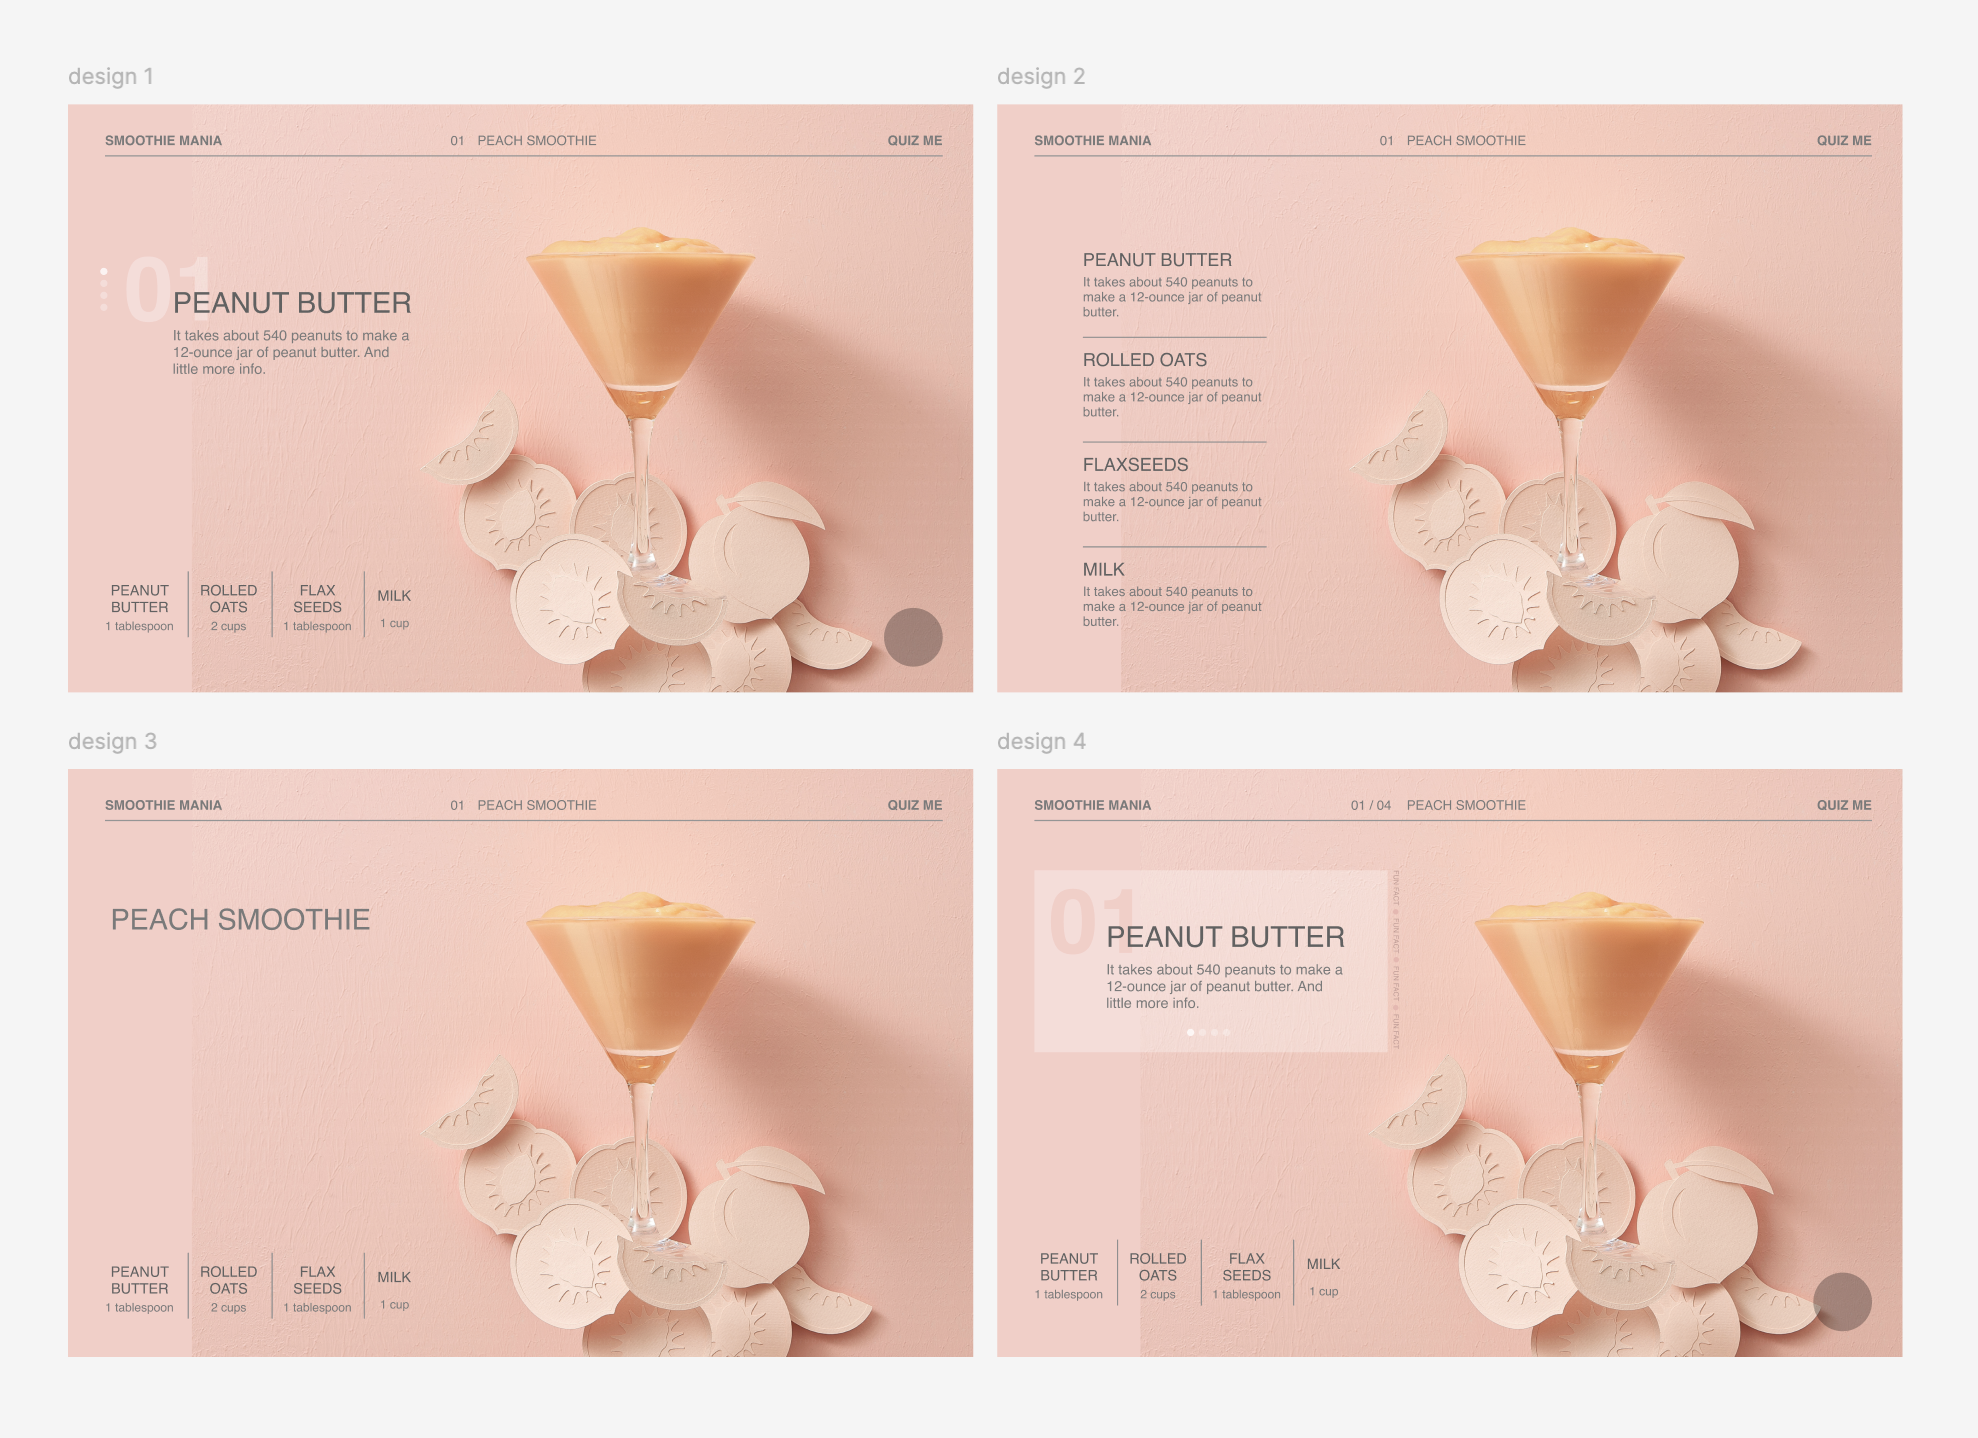 design 1
SMOOTHIE MANIA
01 PEACH SMOOTHIE
QUIZ ME
01
PEANUT BUTTER
It takes about 540 peanuts to make a
12-ounce jar of peanut butter. And
little more info.
PEANUT
BUTTER
1 tablespoon
ROLLED
OATS
2 cups
FLAX
SEEDS
1 tablespoon
MILK
1 cup
design 2
SMOOTHIE MANIA
01 PEACH SMOOTHIE
QUIZ ME
PEANUT BUTTER
It takes about 540 peanuts to
make a 12-ounce jar of peanut
butter.
ROLLED OATS
It takes about 540 peanuts to
make a 12-ounce jar of peanut
butter.
FLAXSEEDS
It takes about 540 peanuts to
make a 12-ounce jar of peanut
butter.
MILK
It takes about 540 peanuts to
make a 12-ounce jar of peanut
butter.
design 3
SMOOTHIE MANIA
01 PEACH SMOOTHIE
QUIZ ME
PEACH SMOOTHIE
PEANUT
BUTTER
1 tablespoon
ROLLED
OATS
2 cups
FLAX
SEEDS
1 tablespoon
MILK
1 cup
design 4
SMOOTHIE MANIA
01 / 04 PEACH SMOOTHIE
QUIZ ME
01
PEANUT BUTTER
It takes about 540 peanuts to make a
12-ounce jar of peanut butter. And
little more info.
FUN FACT FUN FACT FUN FACT FUN FACT
PEANUT
BUTTER
1 tablespoon
ROLLED
OATS
2 cups
FLAX
SEEDS
1 tablespoon
MILK
1 cup